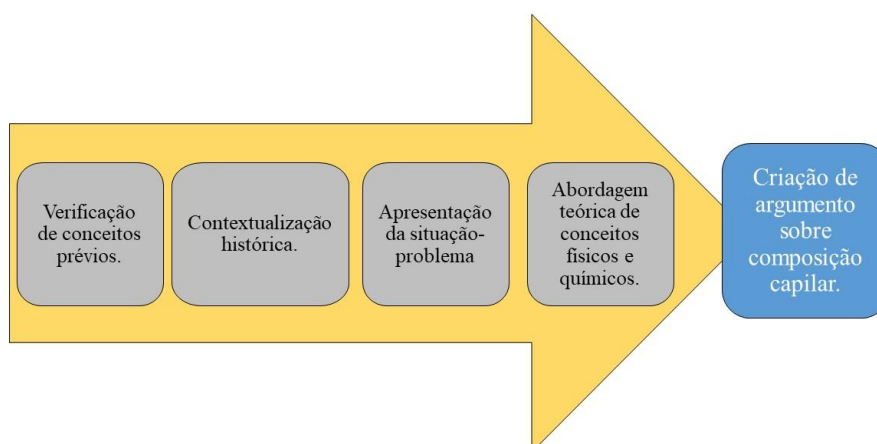 Verificação
de conceitos
prévios.
Contextualização
histórica.
Apresentação
da situação-
problema
Abordagem
teórica de
conceitos
físicos e
químicos.
Criação de
argumento
sobre
composição
capilar.